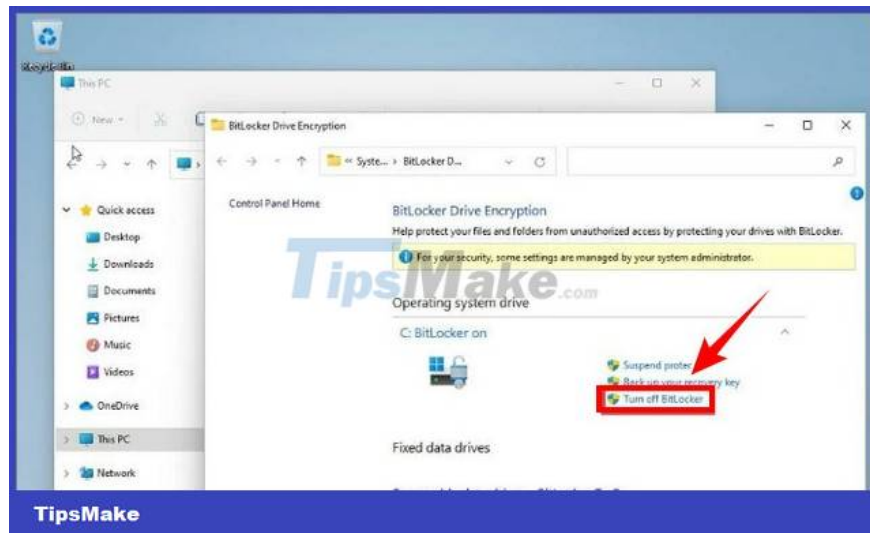 Recycle Bin
This PC
New
BitLocker Drive Encryption
Syste... › BitLocker D...
Control Panel Home
Quick access
Desktop
Downloads
Documents
Pictures
Music
Videos
OneDrive
This PC
Network
BitLocker Drive Encryption
Help protect your files and folders from unauthorized access by protecting your drives with BitLocker.
For your security, some settings are managed by your system administrator.
TipsMake.com
Operating system drive
C: BitLocker on
Suspend protec
Back up your recovery key
Turn off BitLocker
Fixed data drives
TipsMake